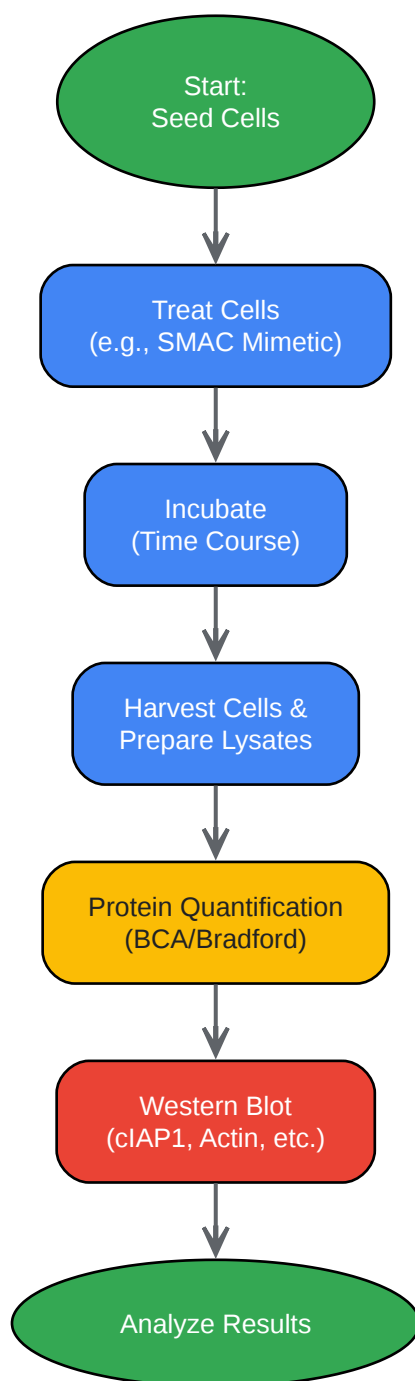 Start:
Seed Cells
Treat Cells
(e.g., SMAC Mimetic)
Incubate
(Time Course)
Harvest Cells &
Prepare Lysates
Protein Quantification
(BCA/Bradford)
Western Blot
(cIAP1, Actin, etc.)
Analyze Results